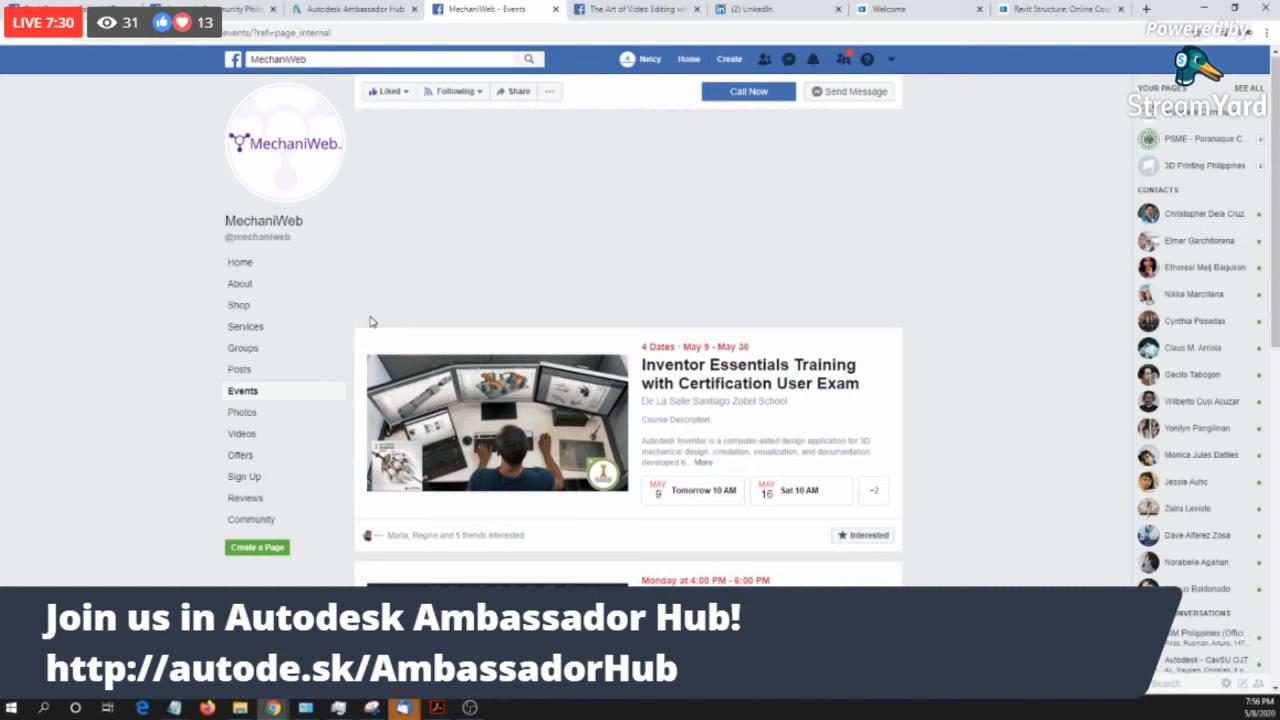 LIVE 7:30
31
13
Autodesk Ambassador Hub
MechaniWeb - Events
The Art of Video Editing
(2) LinkedIn
Welcome
Revit Structure: Online Cou
events/?ref=page_internal
Powered by
StreamYard
MechaniWeb
Nelcy
Home
Create
Liked
Following
Share
Call Now
Send Message
MechaniWeb
MechaniWeb
@mechaniweb
Home
About
Shop
Services
Groups
Posts
Events
Photos
Videos
Offers
Sign Up
Reviews
Community
Create a Page
4 Dates · May 9 - May 30
Inventor Essentials Training
with Certification User Exam
De La Salle Santiago Zobel School
Course Description:
Autodesk Inventor is a computer-aided design application for 3D
mechanical design, simulation, visualization, and documentation
developed b... More
MAY
9
Tomorrow 10 AM
MAY
16
Sat 10 AM
+2
Maria, Regine and 5 friends interested
Interested
Monday at 4:00 PM - 6:00 PM
YOUR PAGES
SEE ALL
PSME - Paranaque C...
3D Printing Philippines
CONTACTS
Christopher Dela Cruz
Elmer Garchitorena
Ethereal Meij Baquiran
Nikka Marcillana
Cynthia Posadas
Claus M. Arriola
Gecilo Tabogon
Wilberto Cusi Acuzar
Yonilyn Pangilinan
Monica Jules Datiles
Jessie Auhc
Zaira Leviste
Dave Alferez Zosa
Norabelle Agahan
Baldonado
Autodesk - CavSU OJT
Search
Join us in Autodesk Ambassador Hub!
http://autode.sk/AmbassadorHub
7:56 PM
5/8/2020